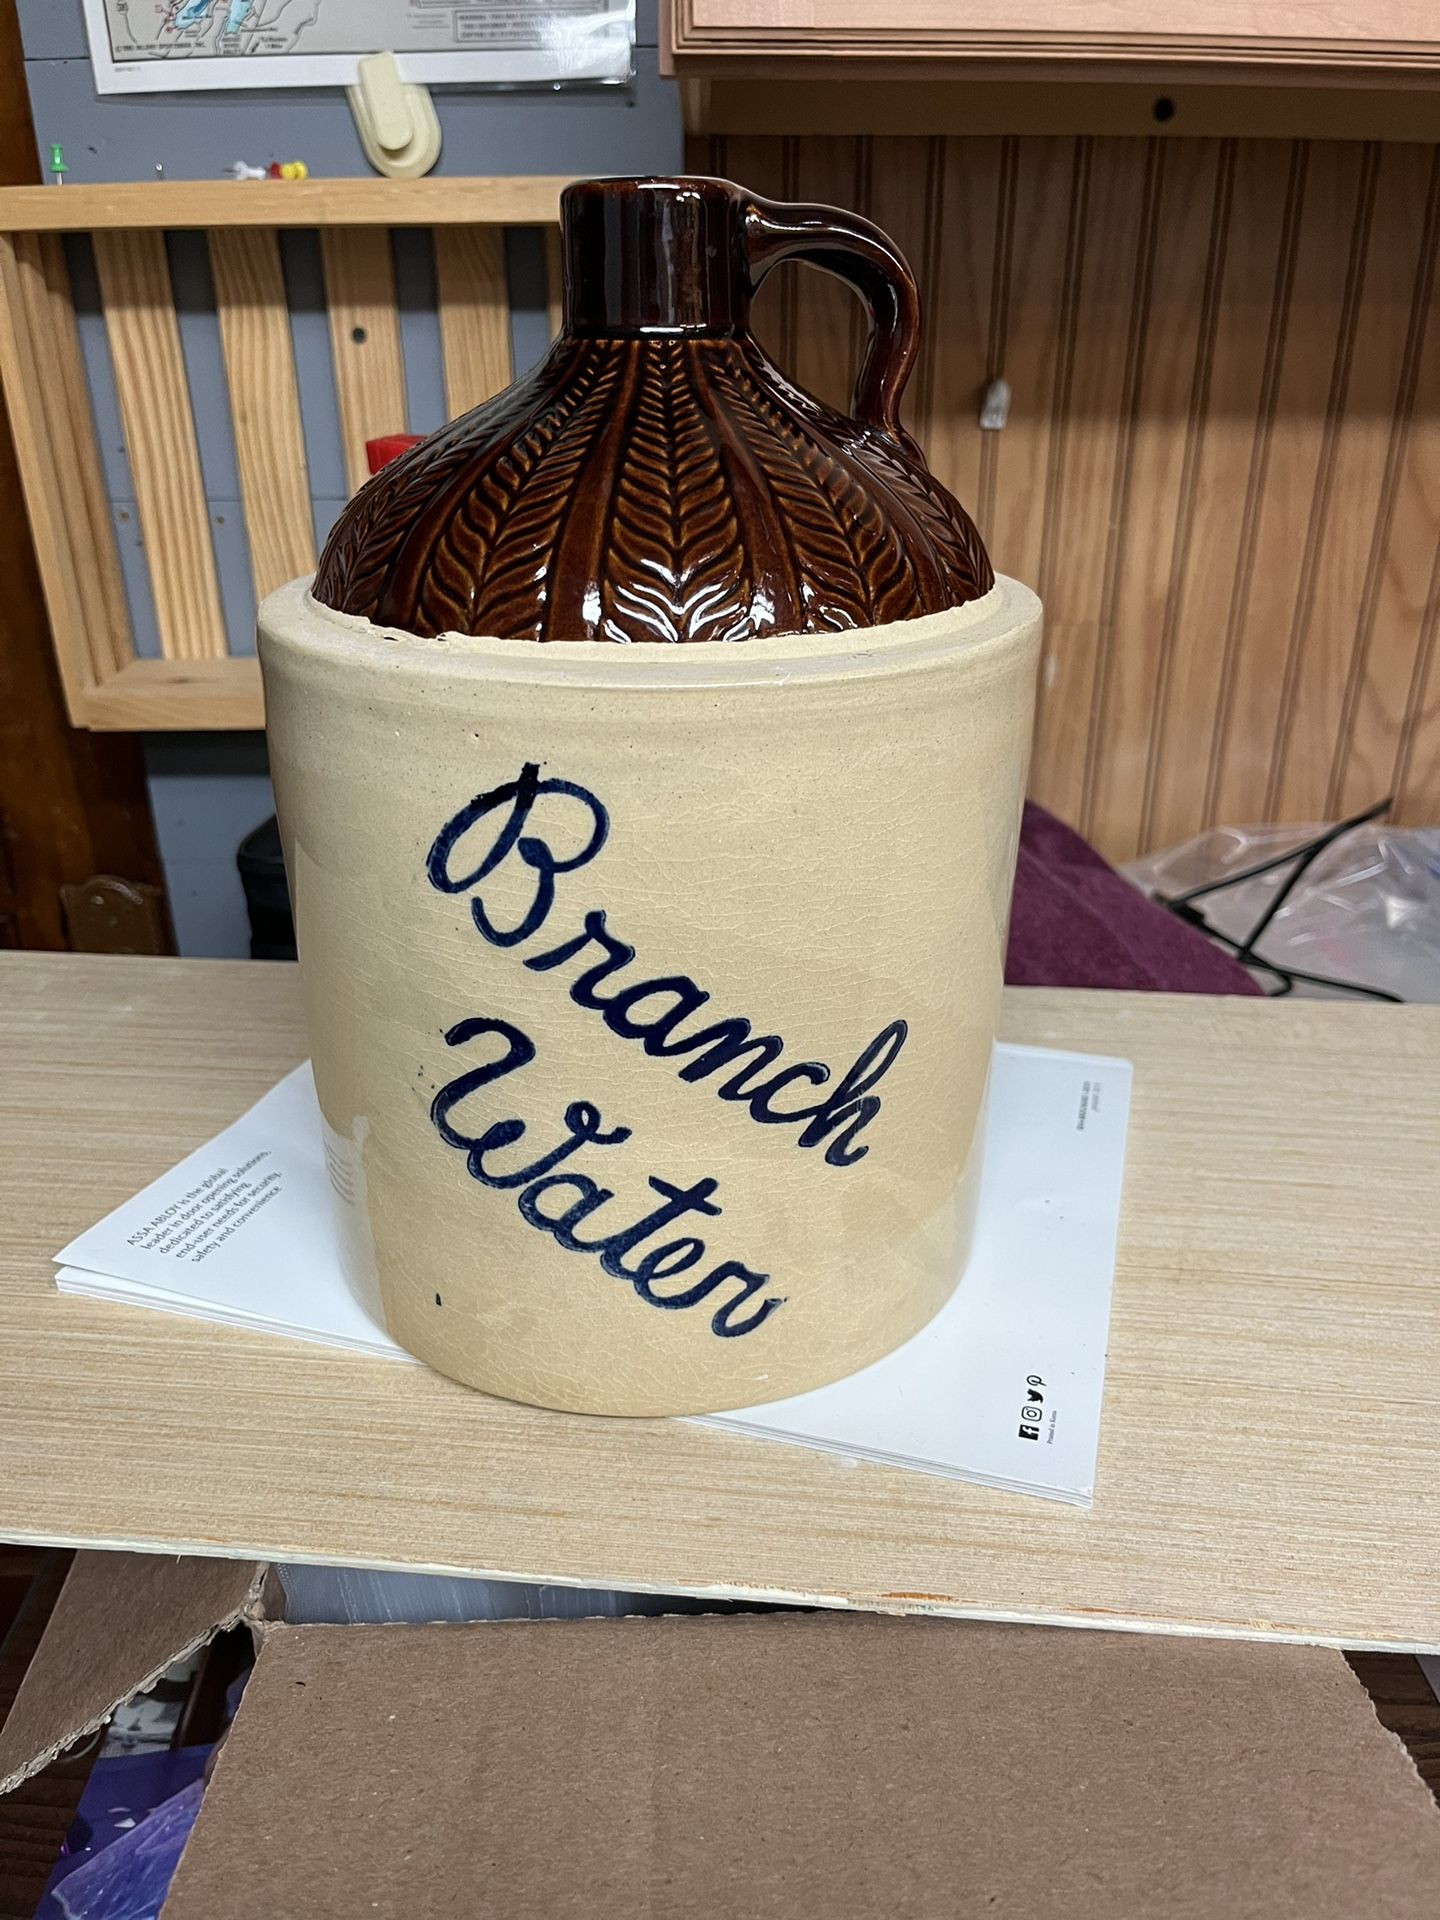 Branch
Water
ASSA ABLOY is the global
leader in door opening solutions,
dedicated to satisfying
end-user needs for security,
safety and convenience